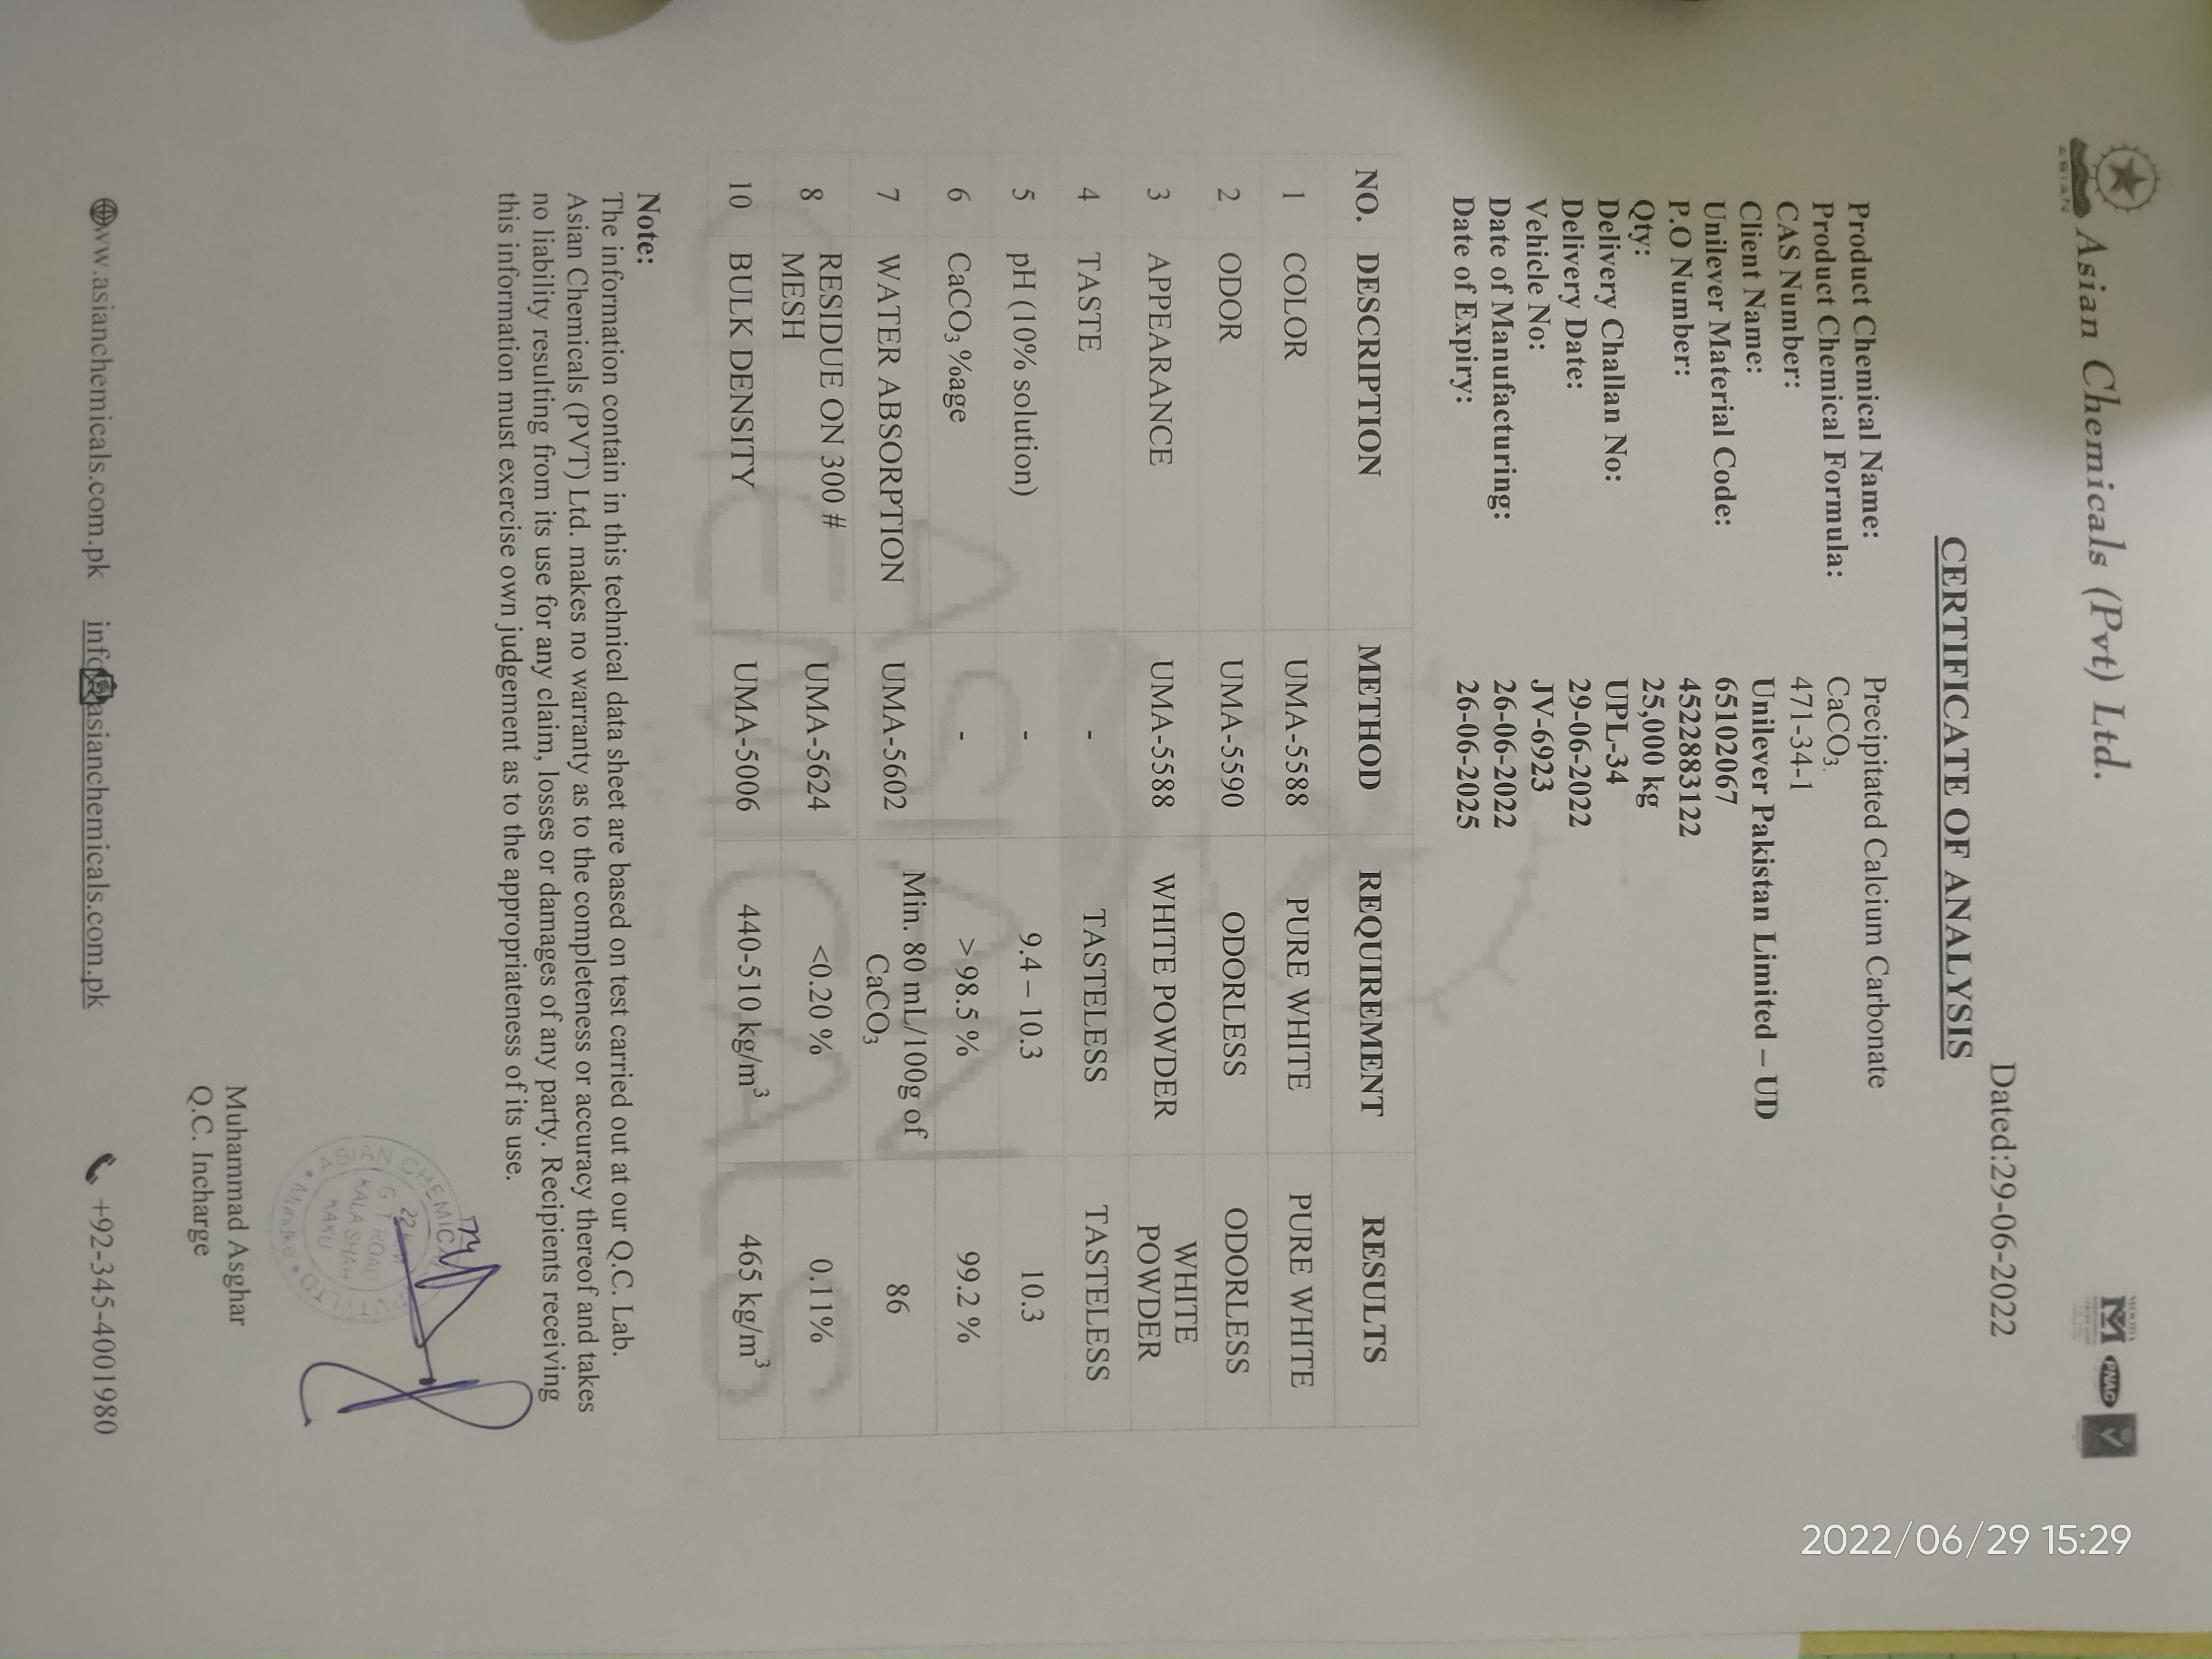 Asian Chemicals (Pvt) Ltd.
ASIAN
MOODY
PNAC
2022/06/29 15:29
Dated:29-06-2022
CERTIFICATE OF ANALYSIS
Product Chemical Name: Precipitated Calcium Carbonate
Product Chemical Formula: CaCO₃.
CAS Number: 471-34-1
Client Name: Unilever Pakistan Limited – UD
Unilever Material Code: 65102067
P.O Number: 4522883122
Qty: 25,000 kg
Delivery Challan No: UPL-34
Delivery Date: 29-06-2022
Vehicle No: JV-6923
Date of Manufacturing: 26-06-2022
Date of Expiry: 26-06-2025
NO. DESCRIPTION METHOD REQUIREMENT RESULTS
1 COLOR UMA-5588 PURE WHITE PURE WHITE
2 ODOR UMA-5590 ODORLESS ODORLESS
3 APPEARANCE UMA-5588 WHITE POWDER WHITE POWDER
4 TASTE - TASTELESS TASTELESS
5 pH (10% solution) - 9.4 – 10.3 10.3
6 CaCO₃ %age - > 98.5 % 99.2 %
7 WATER ABSORPTION UMA-5602 Min. 80 mL/100g of CaCO₃ 86
8 RESIDUE ON 300 # MESH UMA-5624 <0.20 % 0.11%
10 BULK DENSITY UMA-5006 440-510 kg/m³ 465 kg/m³
ASIAN
CHEMICALS
Note:
The information contain in this technical data sheet are based on test carried out at our Q.C. Lab.
Asian Chemicals (PVT) Ltd. makes no warranty as to the completeness or accuracy thereof and takes
no liability resulting from its use for any claim, losses or damages of any party. Recipients receiving
this information must exercise own judgement as to the appropriateness of its use.
ASIAN CHEMICALS (PVT) LTD
22 K.M
G T ROAD
KALA SHAH
KAKU
Muridke
Muhammad Asghar
Q.C. Incharge
www.asianchemicals.com.pk info@asianchemicals.com.pk +92-345-4001980